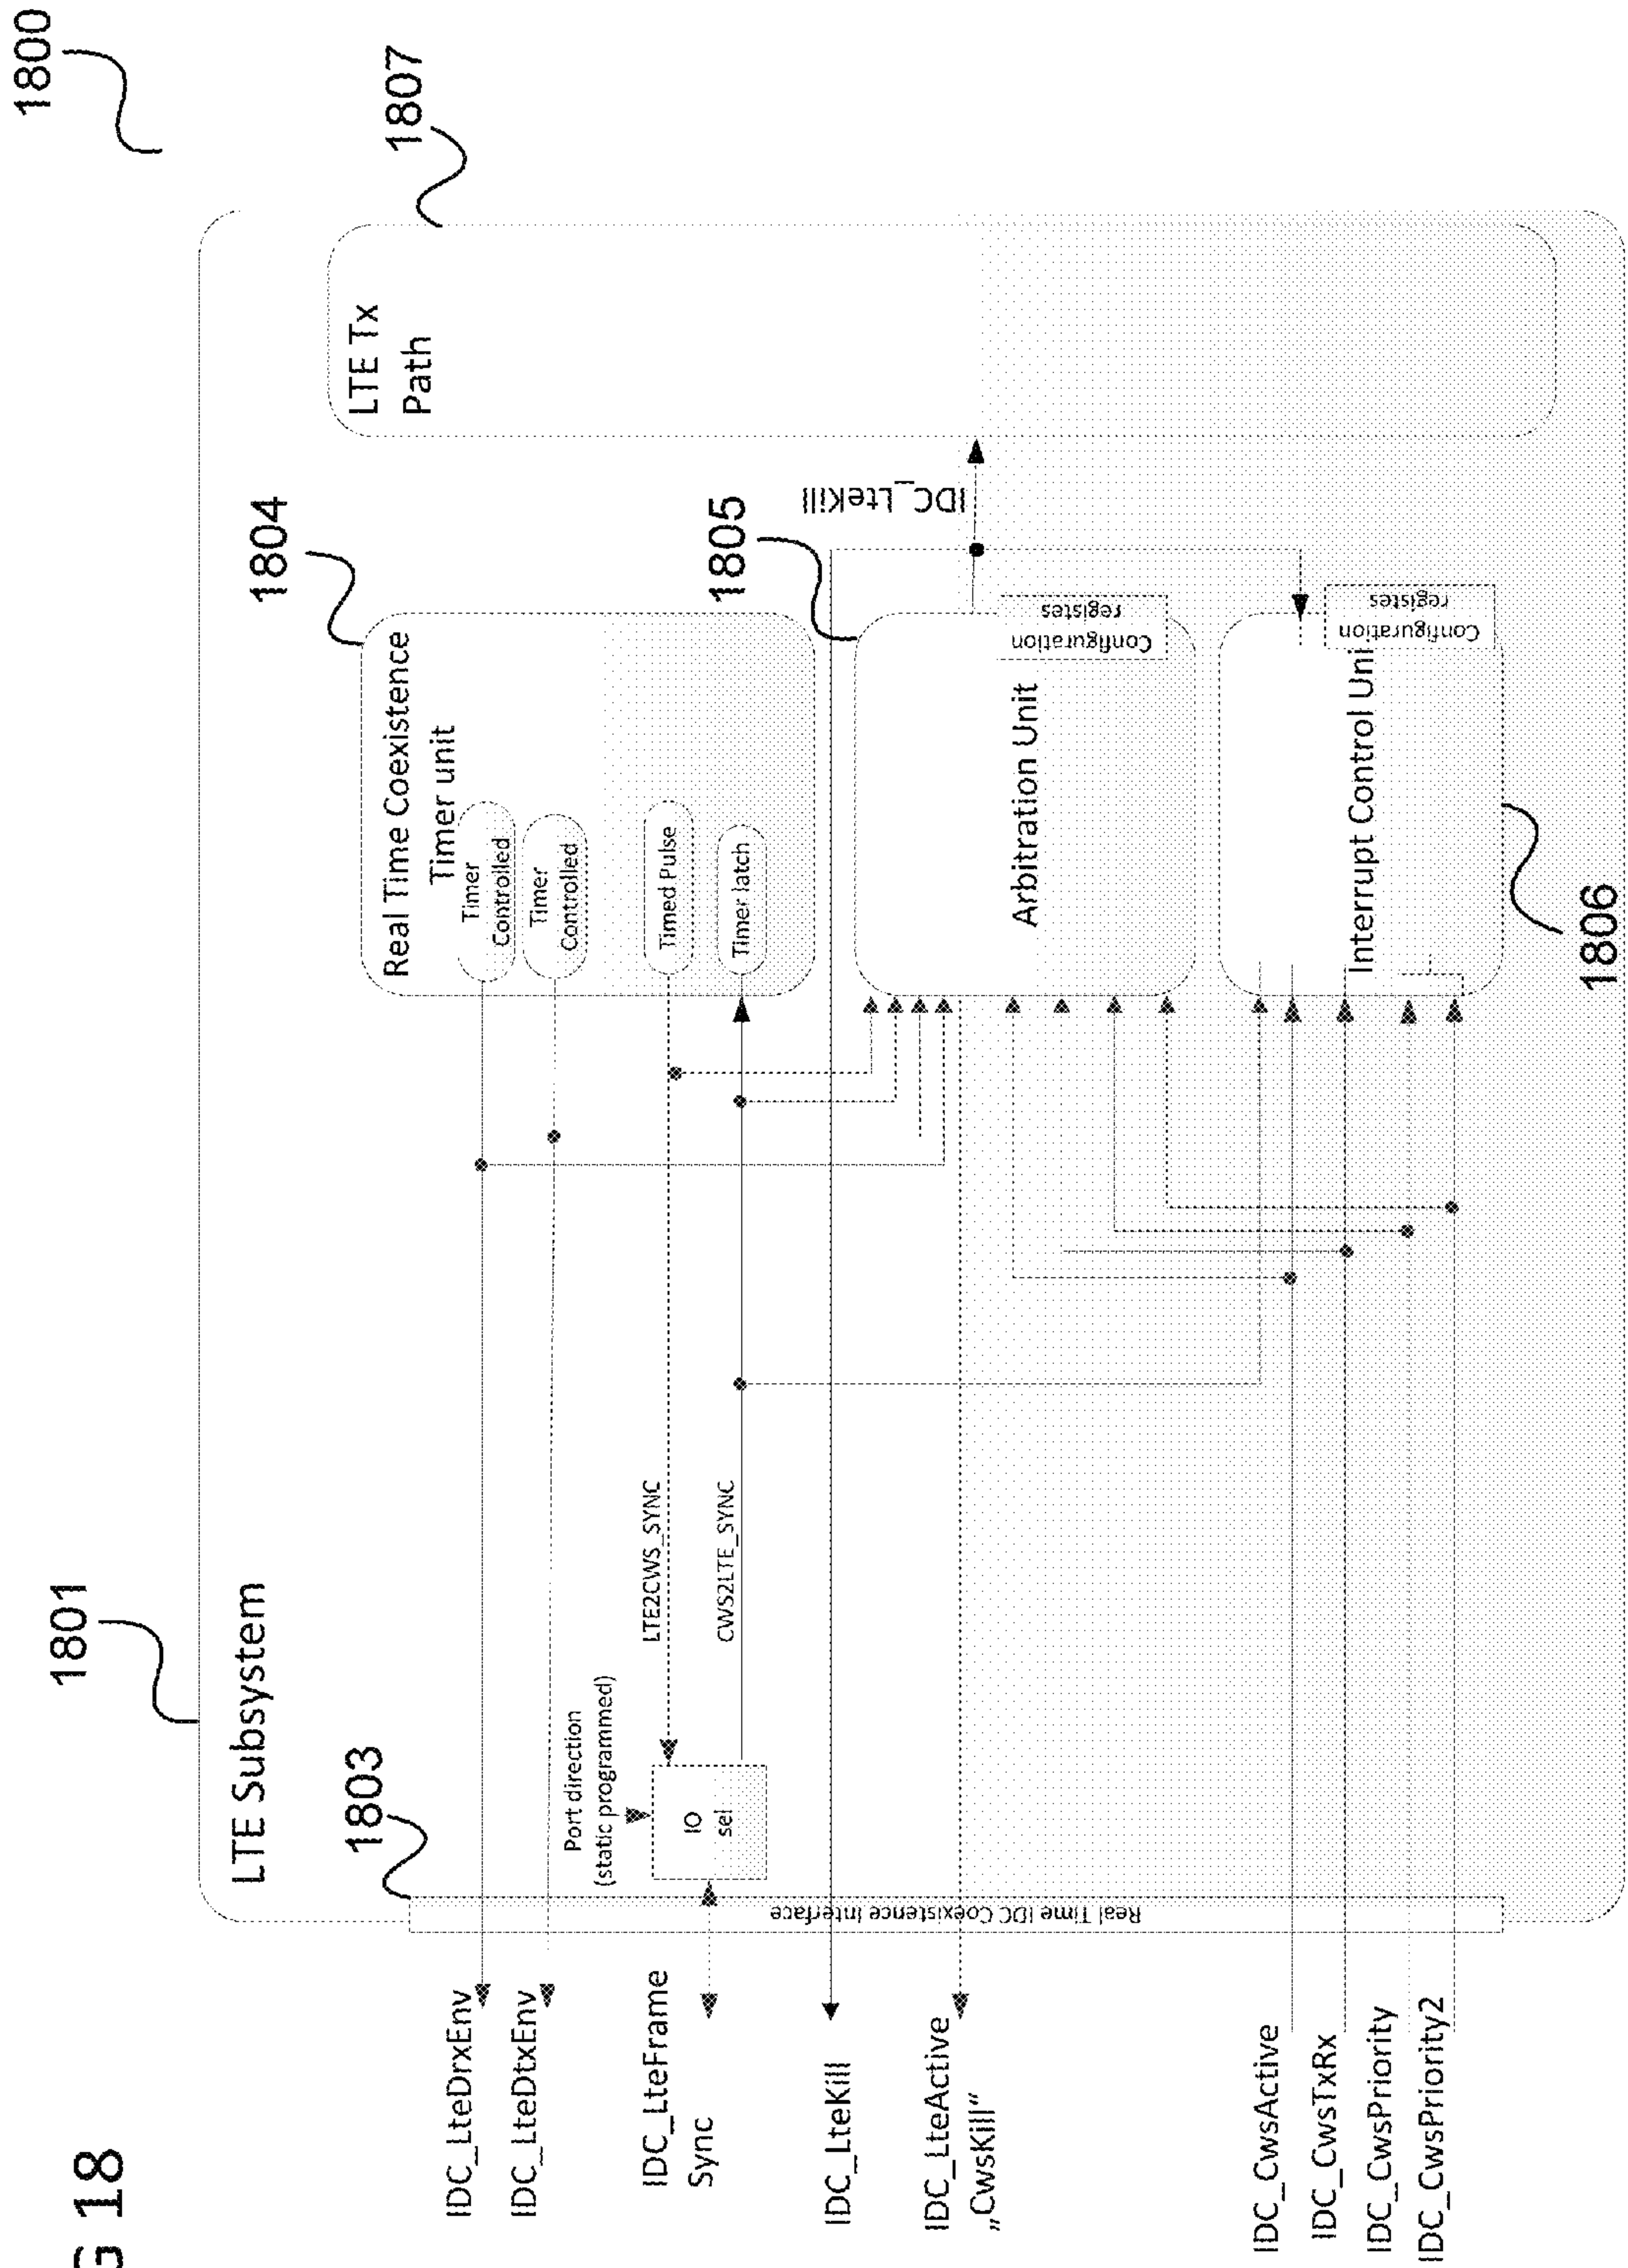 G 18
1800
1801
LTE Subsystem
1803
1804
1807
LTE Tx
Path
Real Time Coexistence
Timer unit
Timer
Controlled
Timer
Controlled
Timed Pulse
Timer latch
IDC_LteDrxEnv
IDC_LteDtxEnv
Port direction
(static programmed)
IO
sel
LTE2CWS_SYNC
CWS2LTE_SYNC
IDC_LteFrame
Sync
1805
IDC_LteKill
IDC_LteKill
IDC_LteActive
„CwsKill“
Real Time IDC Coexistence Interface
Arbitration Unit
Configuration
registes
IDC_CwsActive
IDC_CwsTxRx
IDC_CwsPriority
IDC_CwsPriority2
Interrupt Control Uni
Configuration
registes
1806